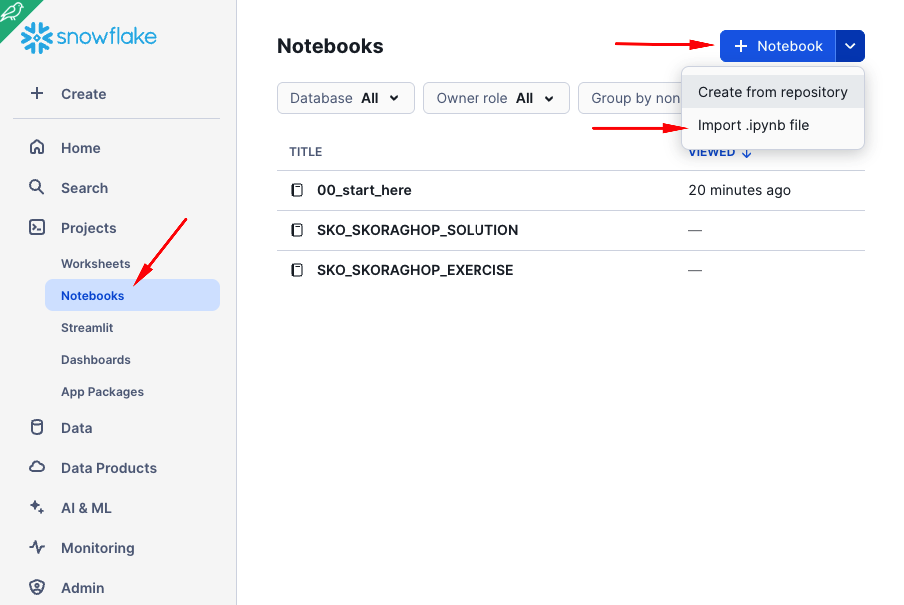 snowflake
Create
Home
Search
Projects
Worksheets
Notebooks
Streamlit
Dashboards
App Packages
Data
Data Products
AI & ML
Monitoring
Admin
Notebooks
+ Notebook
Database All
Owner role All
Group by non
Create from repository
Import .ipynb file
TITLE
VIEWED ↓
00_start_here
20 minutes ago
SKO_SKORAGHOP_SOLUTION
—
SKO_SKORAGHOP_EXERCISE
—